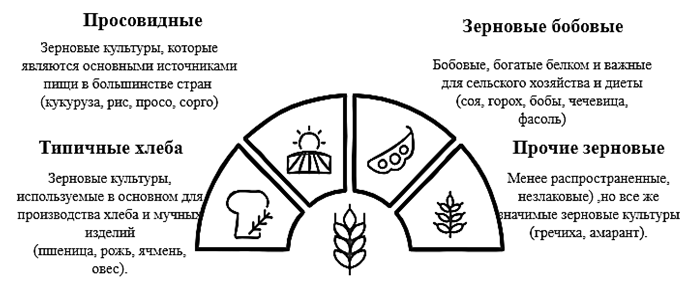 Просовидные
Зерновые культуры, которые
являются основными источниками
пищи в большинстве стран
(кукуруза, рис, просо, сорго)
Зерновые бобовые
Бобовые, богатые белком и важные
для сельского хозяйства и диеты
(соя, горох, бобы, чечевица,
фасоль)
Типичные хлеба
Зерновые культуры,
используемые в основном для
производства хлеба и мучных
изделий
(пшеница, рожь, ячмень,
овес).
Прочие зерновые
Менее распространенные,
незлаковые) ,но все же
значимые зерновые культуры
(гречиха, амарант).